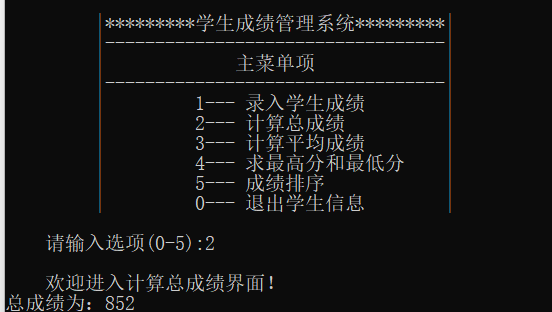 *********学生成绩管理系统*********
----------------------------------
主菜单项
----------------------------------
1--- 录入学生成绩
2--- 计算总成绩
3--- 计算平均成绩
4--- 求最高分和最低分
5--- 成绩排序
0--- 退出学生信息
请输入选项(0-5):2
欢迎进入计算总成绩界面!
总成绩为: 852